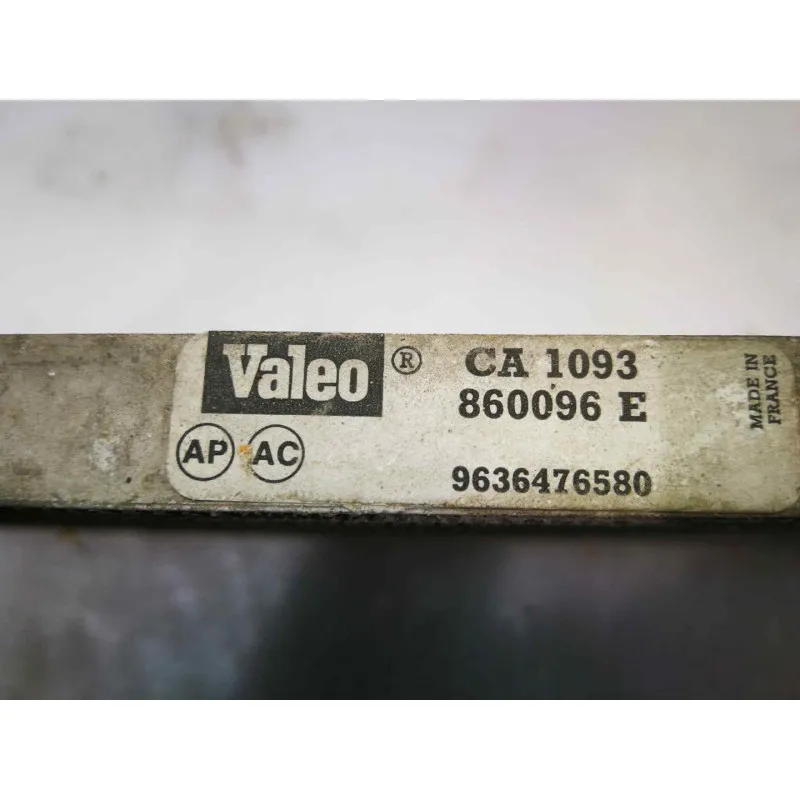 Valeo ® CA 1093
860096 E
AP AC
9636476580
MADE IN
FRANCE